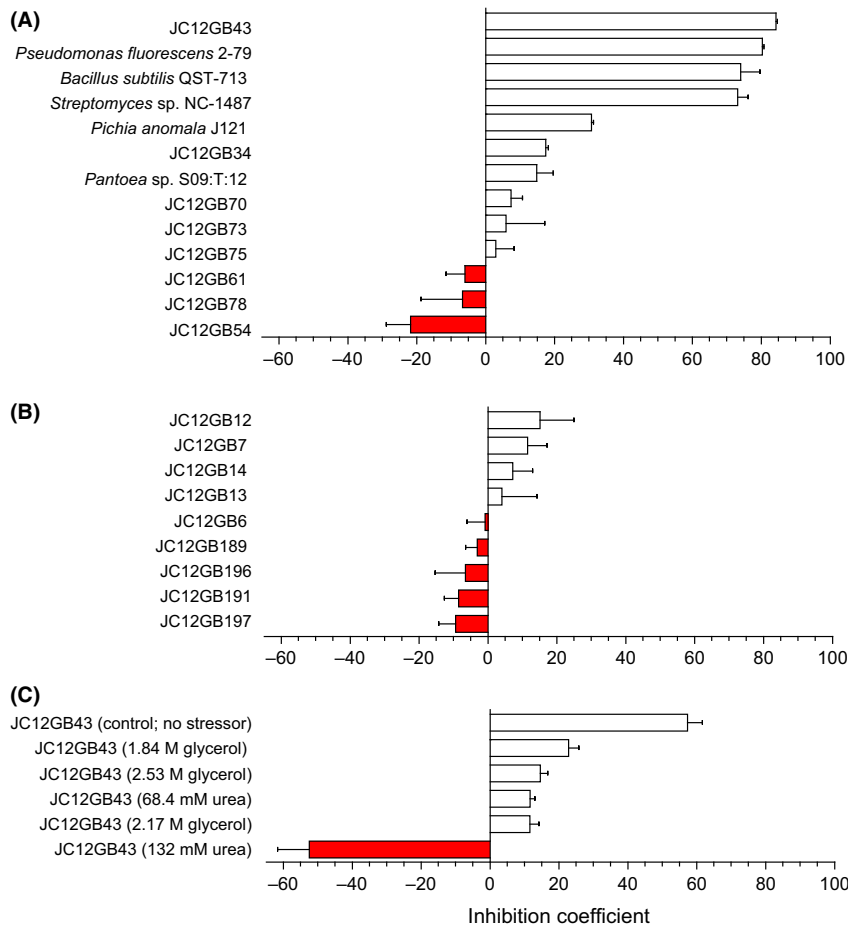 (A)
JC12GB43
Pseudomonas fluorescens 2-79
Bacillus subtilis QST-713
Streptomyces sp. NC-1487
Pichia anomala J121
JC12GB34
Pantoea sp. S09:T:12
JC12GB70
JC12GB73
JC12GB75
JC12GB61
JC12GB78
JC12GB54
–60 –40 –20 0 20 40 60 80 100
(B)
JC12GB12
JC12GB7
JC12GB14
JC12GB13
JC12GB6
JC12GB189
JC12GB196
JC12GB191
JC12GB197
–60 –40 –20 0 20 40 60 80 100
(C)
JC12GB43 (control; no stressor)
JC12GB43 (1.84 M glycerol)
JC12GB43 (2.53 M glycerol)
JC12GB43 (68.4 mM urea)
JC12GB43 (2.17 M glycerol)
JC12GB43 (132 mM urea)
–60 –40 –20 0 20 40 60 80 100
Inhibition coefficient